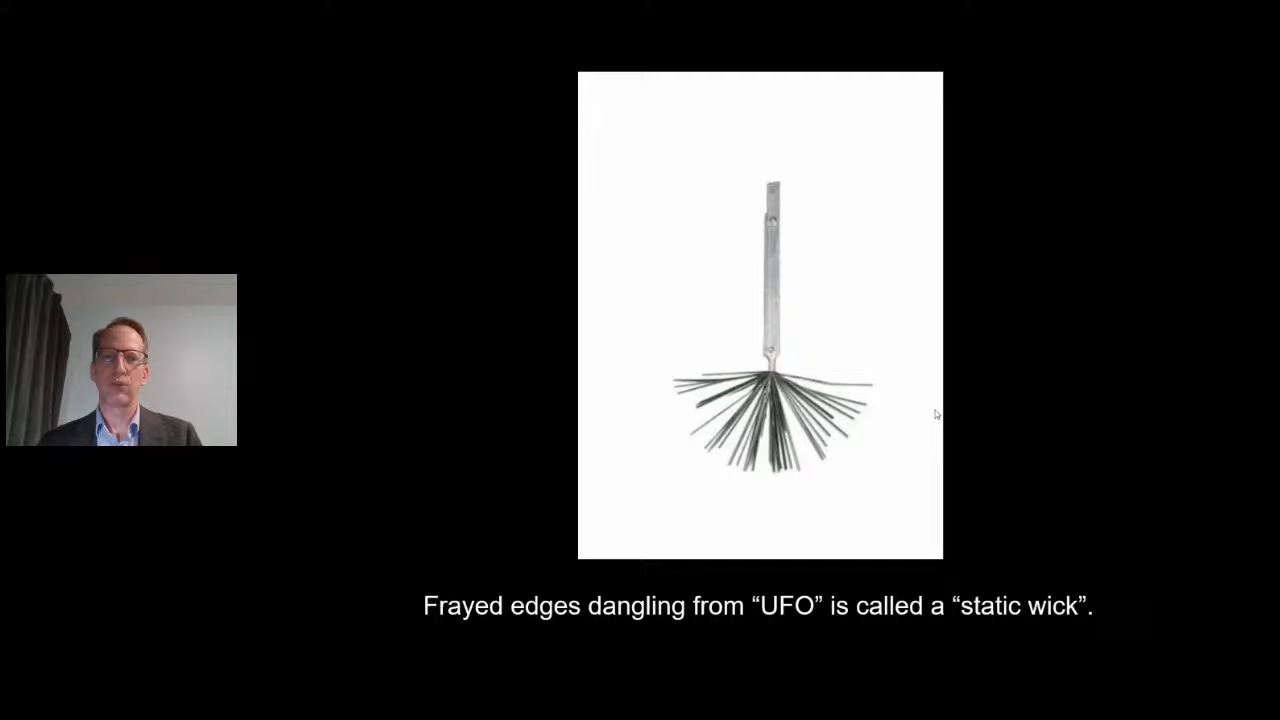 Frayed edges dangling from “UFO” is called a “static wick”.